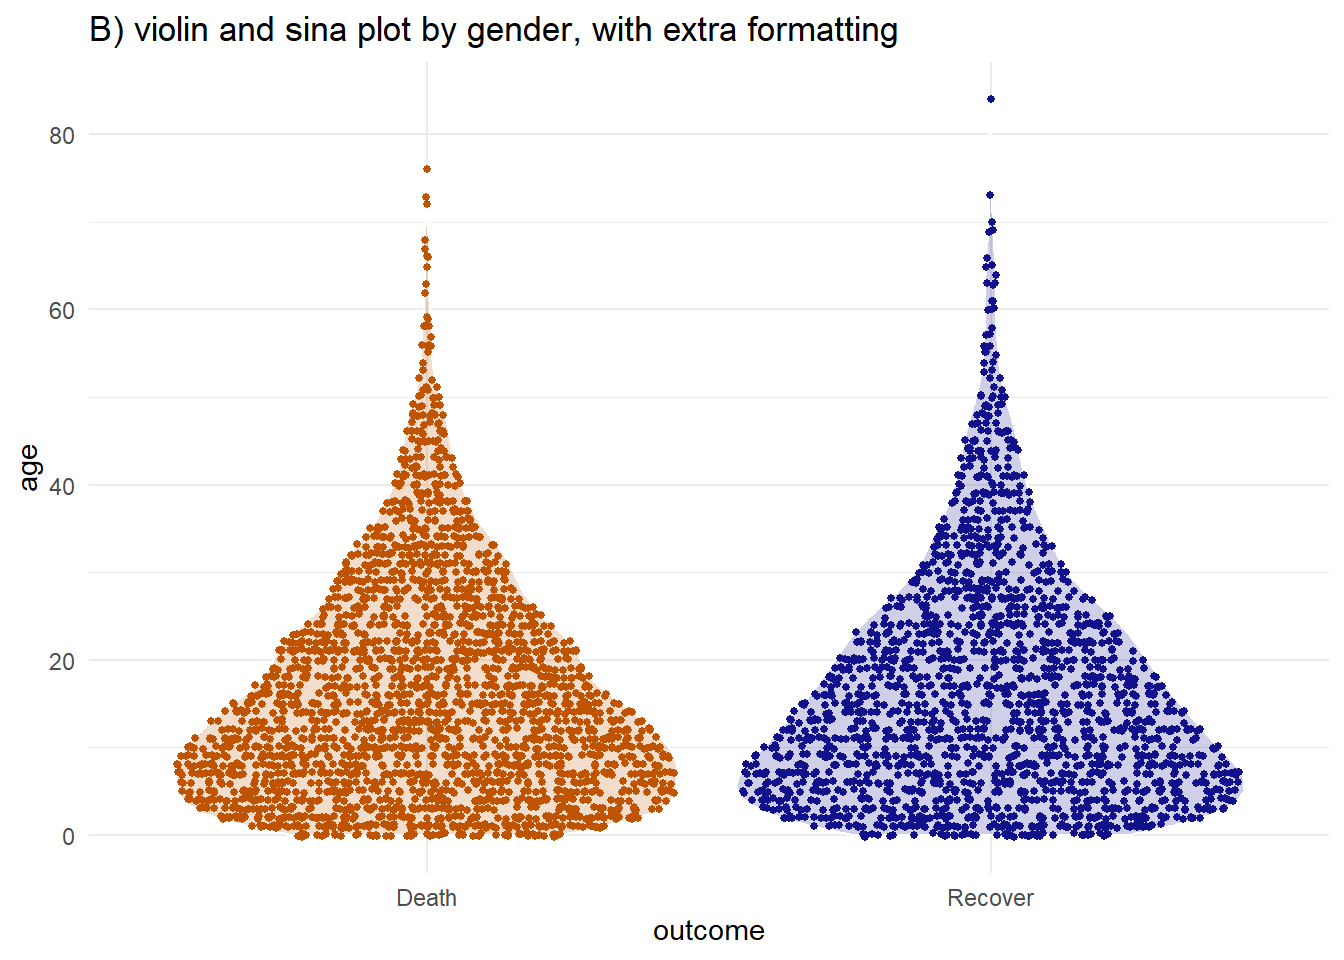 B) violin and sina plot by gender, with extra formatting
80
60
40
20
0
age
Death
Recover
outcome